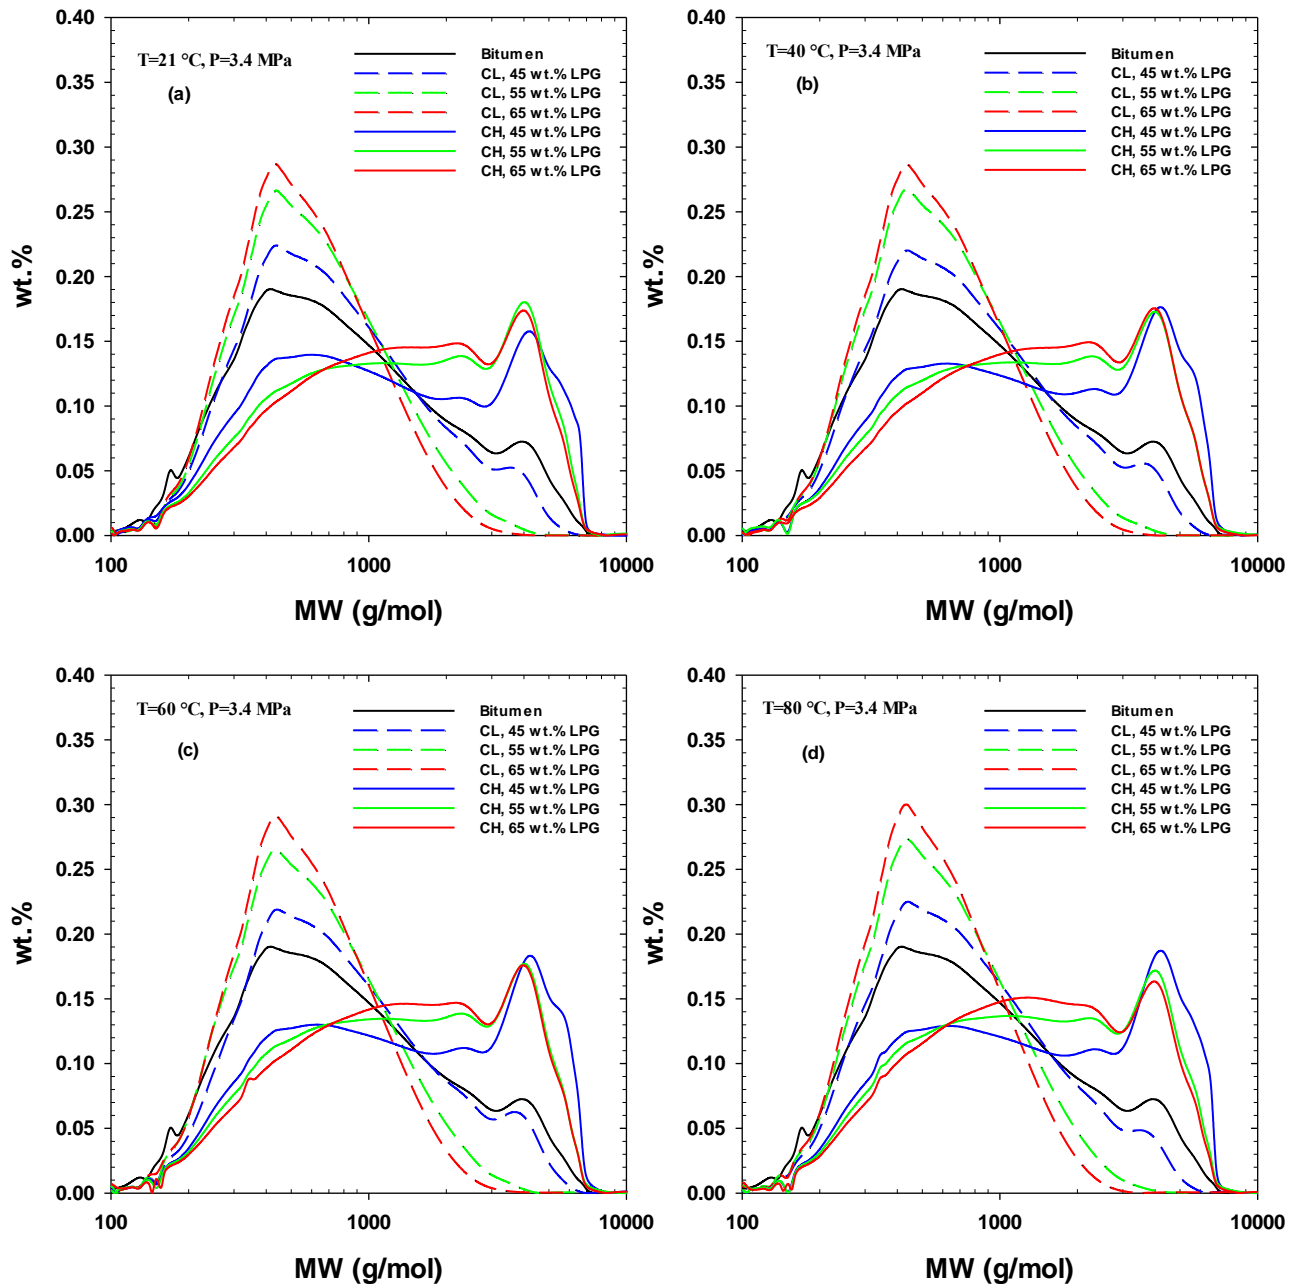 0.40
0.35
0.30
0.25
0.20
0.15
0.10
0.05
0.00
wt.%
100
1000
10000
MW (g/mol)
T=21 °C, P=3.4 MPa
(a)
Bitumen
CL, 45 wt.% LPG
CL, 55 wt.% LPG
CL, 65 wt.% LPG
CH, 45 wt.% LPG
CH, 55 wt.% LPG
CH, 65 wt.% LPG
0.40
0.35
0.30
0.25
0.20
0.15
0.10
0.05
0.00
wt.%
100
1000
10000
MW (g/mol)
T=40 °C, P=3.4 MPa
(b)
Bitumen
CL, 45 wt.% LPG
CL, 55 wt.% LPG
CL, 65 wt.% LPG
CH, 45 wt.% LPG
CH, 55 wt.% LPG
CH, 65 wt.% LPG
0.40
0.35
0.30
0.25
0.20
0.15
0.10
0.05
0.00
wt.%
100
1000
10000
MW (g/mol)
T=60 °C, P=3.4 MPa
(c)
Bitumen
CL, 45 wt.% LPG
CL, 55 wt.% LPG
CL, 65 wt.% LPG
CH, 45 wt.% LPG
CH, 55 wt.% LPG
CH, 65 wt.% LPG
0.40
0.35
0.30
0.25
0.20
0.15
0.10
0.05
0.00
wt.%
100
1000
10000
MW (g/mol)
T=80 °C, P=3.4 MPa
(d)
Bitumen
CL, 45 wt.% LPG
CL, 55 wt.% LPG
CL, 65 wt.% LPG
CH, 45 wt.% LPG
CH, 55 wt.% LPG
CH, 65 wt.% LPG